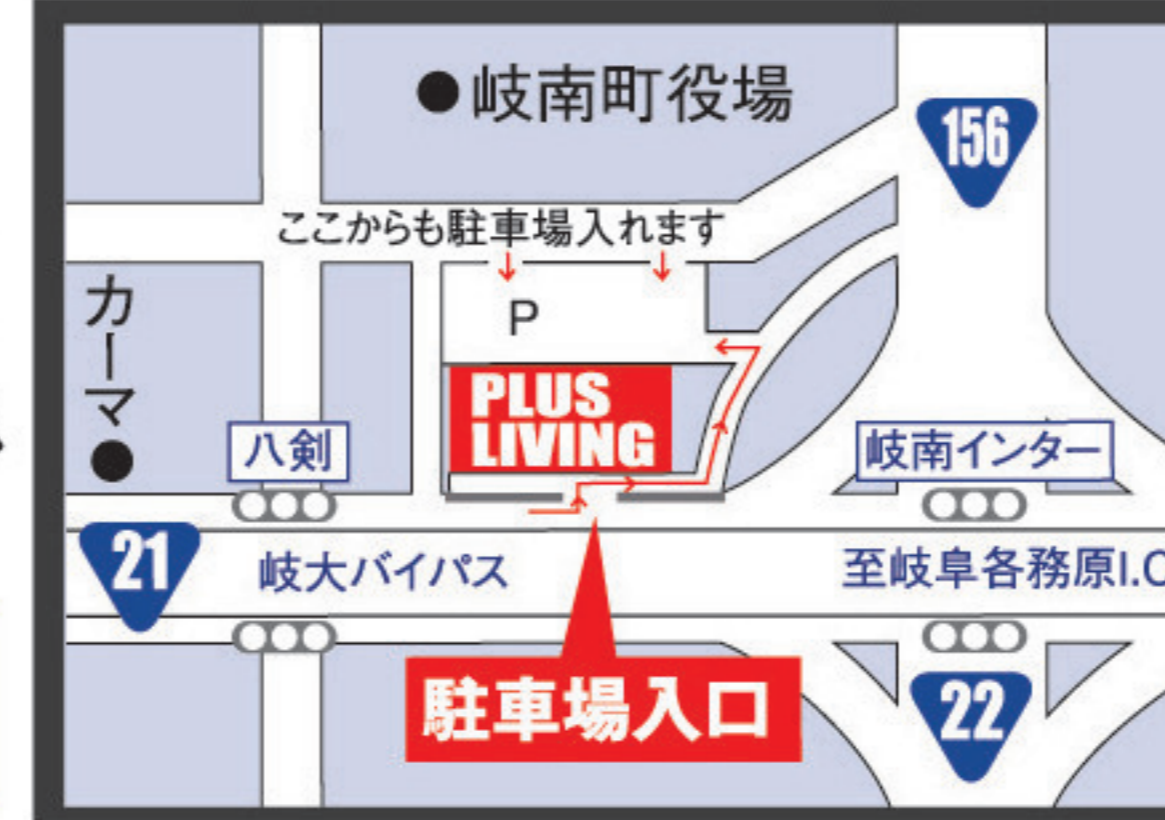 ●岐南町役場
156
ここからも駐車場入れます
カーマ●
P
PLUS
LIVING
八剣
岐南インター
21
岐大バイパス
至岐阜各務原I.C
駐車場入口
22